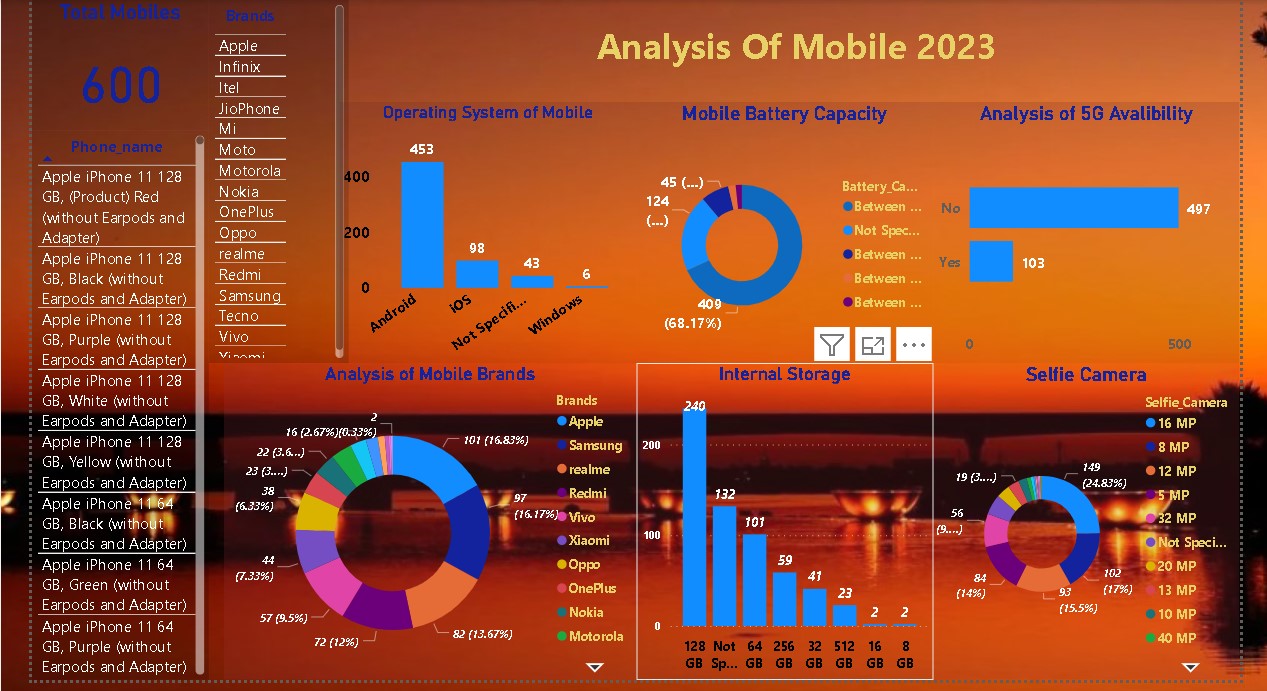 Total Mobiles
600
Phone_name
Apple iPhone 11 128
GB, (Product) Red
(without Earpods and
Adapter)
Apple iPhone 11 128
GB, Black (without
Earpods and Adapter)
Apple iPhone 11 128
GB, Purple (without
Earpods and Adapter)
Apple iPhone 11 128
GB, White (without
Earpods and Adapter)
Apple iPhone 11 128
GB, Yellow (without
Earpods and Adapter)
Apple iPhone 11 64
GB, Black (without
Earpods and Adapter)
Apple iPhone 11 64
GB, Green (without
Earpods and Adapter)
Apple iPhone 11 64
GB, Purple (without
Earpods and Adapter)
Brands
Apple
Infinix
Itel
JioPhone
Mi
Moto
Motorola
Nokia
OnePlus
Oppo
realme
Redmi
Samsung
Tecno
Vivo
Xiaomi
Analysis Of Mobile 2023
Operating System of Mobile
400
200
0
453
98
43
6
Android
iOS
Not Specifi...
Windows
Mobile Battery Capacity
45 (...)
124
(...)
409
(68.17%)
Battery_Ca...
Between ...
Not Spec...
Between ...
Between ...
Between ...
Analysis of 5G Avalibility
No
497
Yes
103
0
500
Analysis of Mobile Brands
2
16 (2.67%)(0.33%)
22 (3.6...)
23 (3....)
38
(6.33%)
44
(7.33%)
57 (9.5%)
72 (12%)
82 (13.67%)
97
(16.17%)
101 (16.83%)
Brands
Apple
Samsung
realme
Redmi
Vivo
Xiaomi
Oppo
OnePlus
Nokia
Motorola
Internal Storage
200
100
0
240
132
101
59
41
23
2
2
128
GB
Not
Sp...
64
GB
256
GB
32
GB
512
GB
16
GB
8
GB
Selfie Camera
19 (3....)
56
(9....)
84
(14%)
93
(15.5%)
102
(17%)
149
(24.83%)
Selfie_Camera
16 MP
8 MP
12 MP
5 MP
32 MP
Not Speci...
20 MP
13 MP
10 MP
40 MP